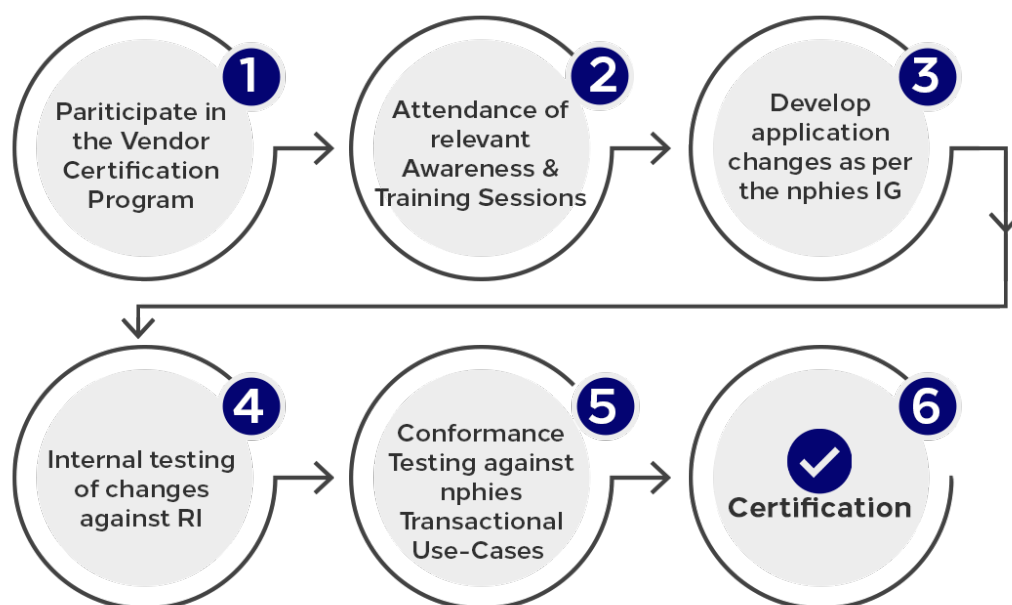 1
Pariticipate in
the Vendor
Certification
Program
2
Attendance of
relevant
Awareness &
Training Sessions
3
Develop
application
changes as per
the nphies IG
4
Internal testing
of changes
against RI
5
Conformance
Testing against
nphies
Transactional
Use-Cases
6
Certification